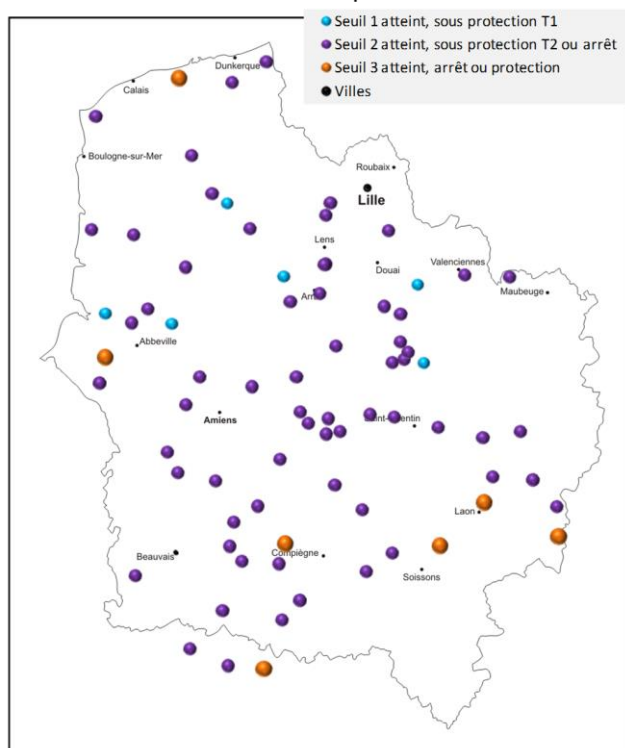 Seuil 1 atteint, sous protection T1
Seuil 2 atteint, sous protection T2 ou arrêt
Seuil 3 atteint, arrêt ou protection
Villes
Dunkerque
Calais
Boulogne-sur-Mer
Roubaix
Lille
Lens
Douai
Valenciennes
Maubeuge
Abbeville
Amiens
Laon
Beauvais
Compiègne
Soissons